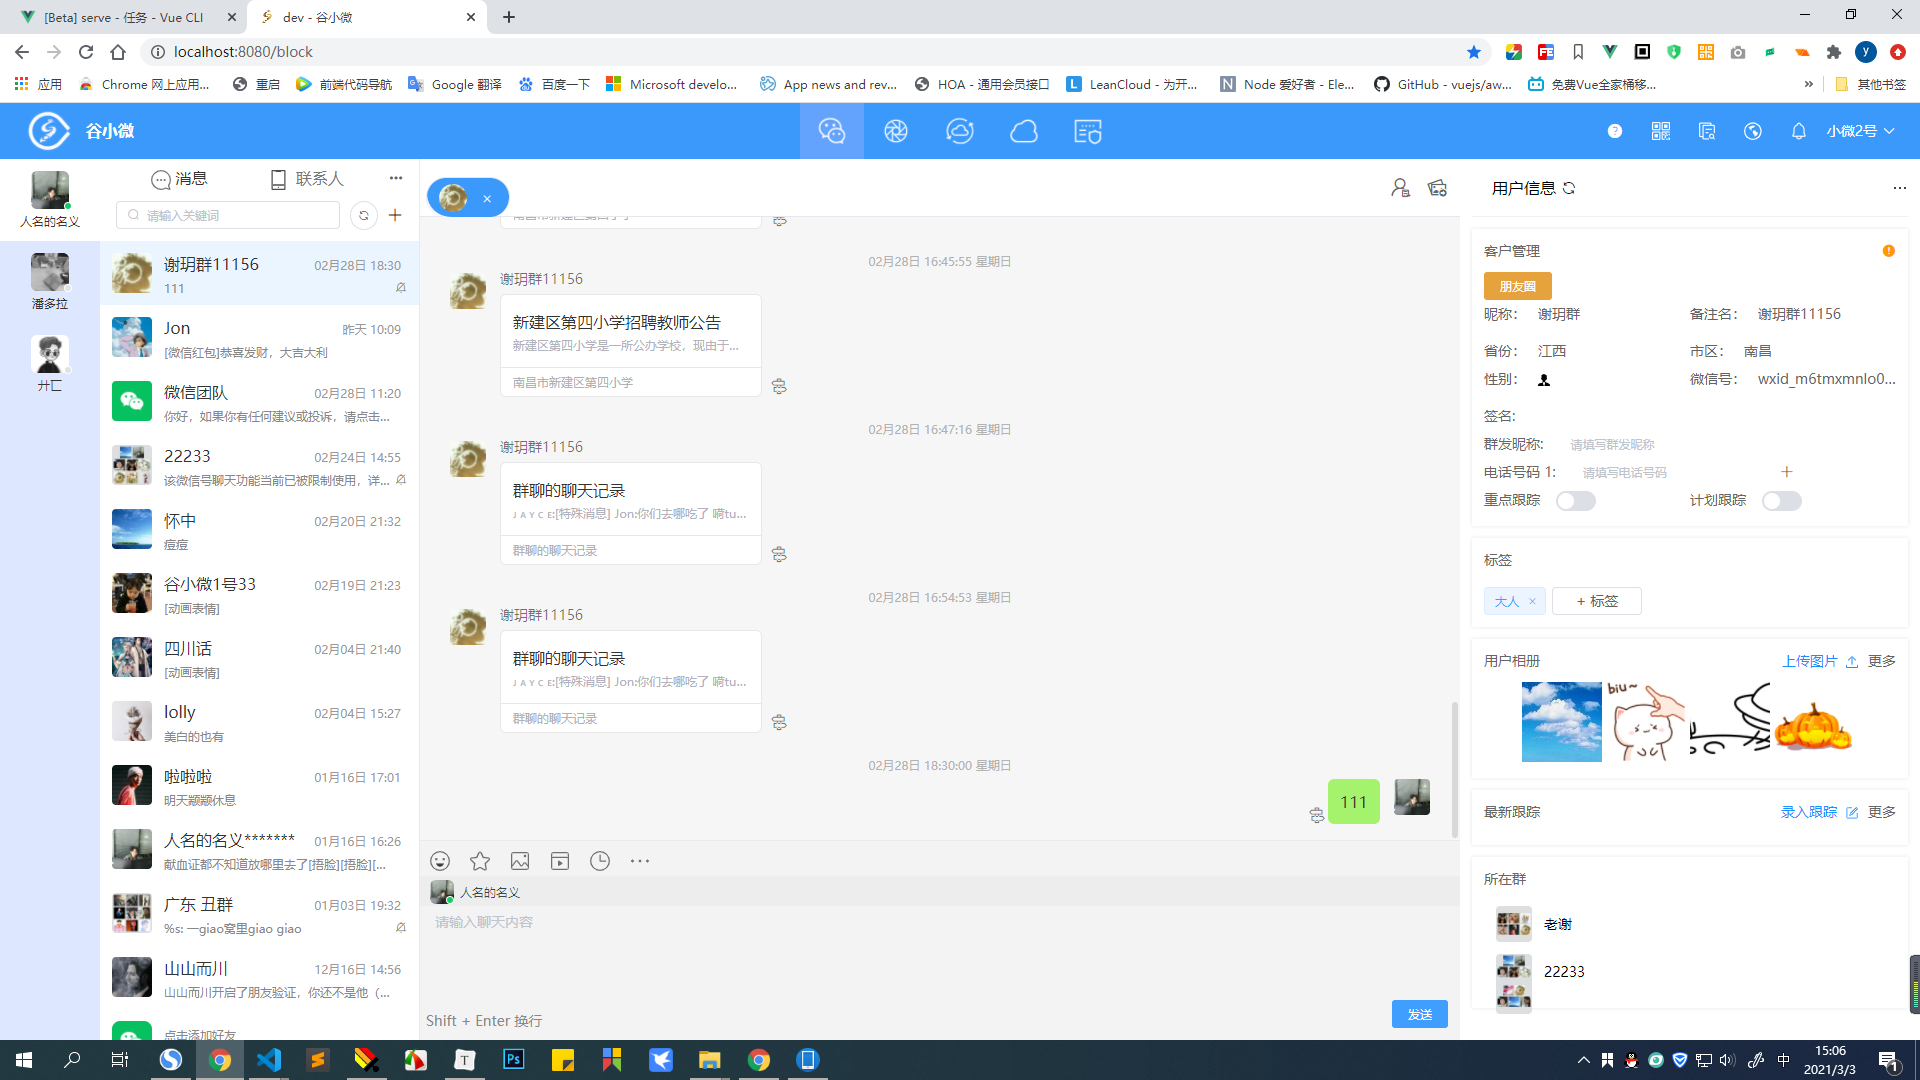 [Beta] serve - 任务 - Vue CLI
dev - 谷小微
localhost:8080/block
应用
Chrome 网上应用...
重启
前端代码导航
Google 翻译
百度一下
Microsoft develo...
App news and rev...
HOA - 通用会员接口
LeanCloud - 为开...
Node 爱好者 - Ele...
GitHub - vuejs/aw...
免费Vue全家桶移...
»
其他书签
谷小微
小微2号
人名的名义
潘多拉
廾匸
消息
联系人
请输入关键词
谢玥群11156
02月28日 18:30
111
Jon
昨天 10:09
[微信红包]恭喜发财，大吉大利
微信团队
02月28日 11:20
你好，如果你有任何建议或投诉，请点击...
22233
02月24日 14:55
该微信号聊天功能当前已被限制使用，详...
怀中
02月20日 21:32
痘痘
谷小微1号33
02月19日 21:23
[动画表情]
四川话
02月04日 21:40
[动画表情]
lolly
02月04日 15:27
美白的也有
啦啦啦
01月16日 17:01
明天颛颛休息
人名的名义*******
01月16日 16:26
献血证都不知道放哪里去了[捂脸][捂脸][...
广东 丑群
01月03日 19:32
%s: 一giao窝里giao giao
山山而川
12月16日 14:56
山山而川开启了朋友验证，你还不是他（...
点击添加好友
02月28日 16:45:55 星期日
谢玥群11156
新建区第四小学招聘教师公告
新建区第四小学是一所公办学校，现由于...
南昌市新建区第四小学
02月28日 16:47:16 星期日
谢玥群11156
群聊的聊天记录
ᴊ ᴀ ʏ ᴄ ᴇ:[特殊消息] Jon:你们去哪吃了 嗬tu...
群聊的聊天记录
02月28日 16:54:53 星期日
谢玥群11156
群聊的聊天记录
ᴊ ᴀ ʏ ᴄ ᴇ:[特殊消息] Jon:你们去哪吃了 嗬tu...
群聊的聊天记录
02月28日 18:30:00 星期日
111
人名的名义
请输入聊天内容
Shift + Enter 换行
发送
用户信息
客户管理
朋友圈
昵称： 谢玥群
备注名： 谢玥群11156
省份： 江西
市区： 南昌
性别：
微信号： wxid_m6tmxmnlo0...
签名:
群发昵称: 请填写群发昵称
电话号码 1: 请填写电话号码
重点跟踪
计划跟踪
标签
大人 ×
+ 标签
用户相册
上传图片
更多
biu~
最新跟踪
录入跟踪
更多
所在群
老谢
22233
中
15:06
2021/3/3
1